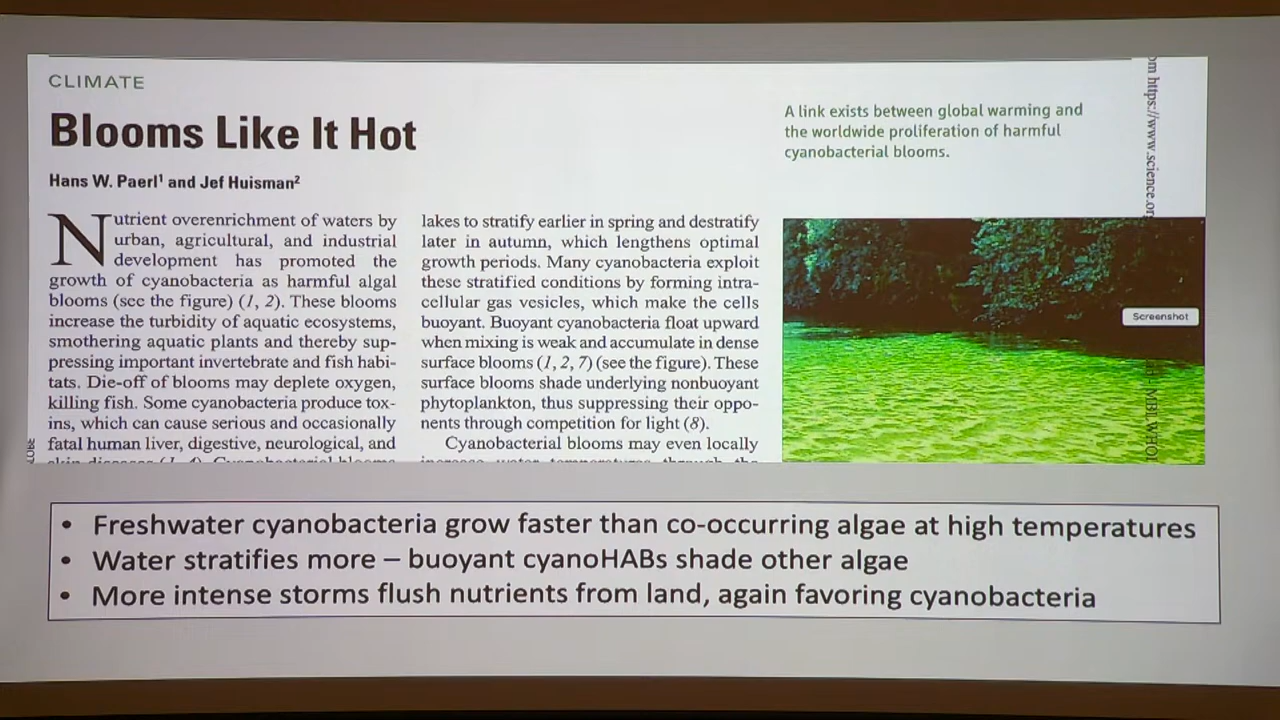 CLIMATE
Blooms Like It Hot
Hans W. Paerl¹ and Jef Huisman²
Nutrient overenrichment of waters by
urban, agricultural, and industrial
development has promoted the
growth of cyanobacteria as harmful algal
blooms (see the figure) (1, 2). These blooms
increase the turbidity of aquatic ecosystems,
smothering aquatic plants and thereby sup-
pressing important invertebrate and fish habi-
tats. Die-off of blooms may deplete oxygen,
killing fish. Some cyanobacteria produce tox-
ins, which can cause serious and occasionally
fatal human liver, digestive, neurological, and
lakes to stratify earlier in spring and destratify
later in autumn, which lengthens optimal
growth periods. Many cyanobacteria exploit
these stratified conditions by forming intra-
cellular gas vesicles, which make the cells
buoyant. Buoyant cyanobacteria float upward
when mixing is weak and accumulate in dense
surface blooms (1, 2, 7) (see the figure). These
surface blooms shade underlying nonbuoyant
phytoplankton, thus suppressing their oppo-
nents through competition for light (8).
Cyanobacterial blooms may even locally
A link exists between global warming and
the worldwide proliferation of harmful
cyanobacterial blooms.
om https://www.science.or
Screenshot
MBLWHOI
• Freshwater cyanobacteria grow faster than co-occurring algae at high temperatures
• Water stratifies more – buoyant cyanoHABs shade other algae
• More intense storms flush nutrients from land, again favoring cyanobacteria